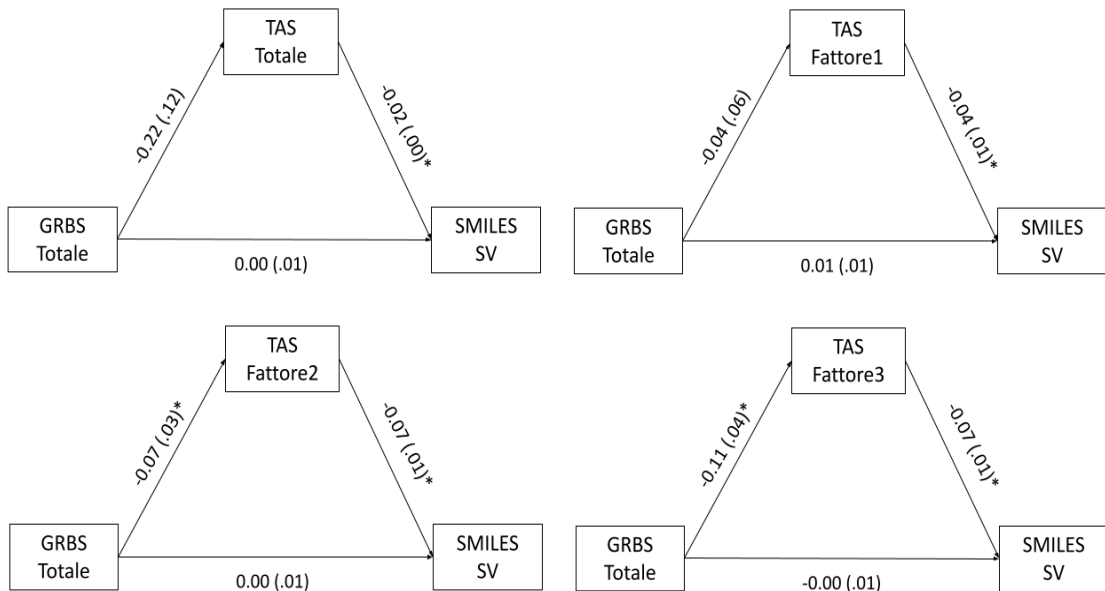 TAS
Totale
-0.22 (.12)
-0.02 (.00)*
GRBS
Totale
SMILES
SV
0.00 (.01)
TAS
Fattore1
-0.04 (.06)
-0.04 (.01)*
GRBS
Totale
SMILES
SV
0.01 (.01)
TAS
Fattore2
-0.07 (.03)*
-0.07 (.01)*
GRBS
Totale
SMILES
SV
0.00 (.01)
TAS
Fattore3
-0.11 (.04)*
-0.07 (.01)*
GRBS
Totale
SMILES
SV
-0.00 (.01)